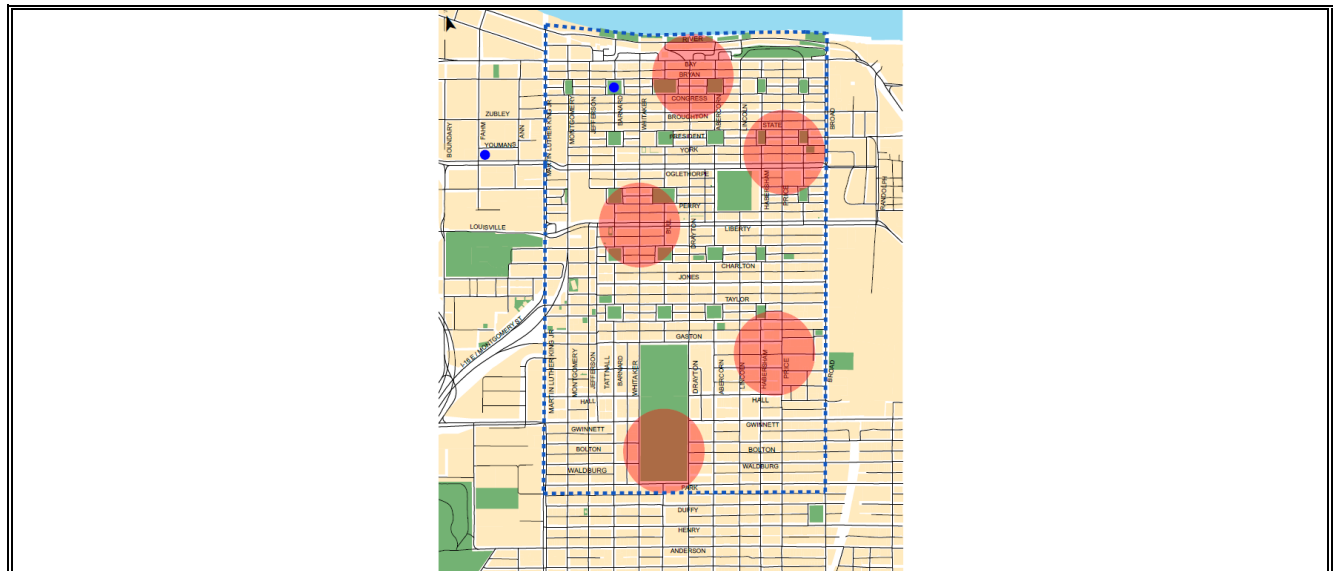 RIVER
BAY
BRYAN
CONGRESS
BROUGHTON
STATE
PRESIDENT
YORK
OGLETHORPE
PERRY
LIBERTY
CHARLTON
JONES
TAYLOR
GASTON
HALL
HALL
GWINNETT
GWINNETT
BOLTON
BOLTON
WALDBURG
WALDBURG
PARK
DUFFY
HENRY
ANDERSON
ZUBLEY
YOUMANS
LOUISVILLE
I-16 E / MONTGOMERY ST
BOUNDARY
FAHM
ANN
MARTIN LUTHER KING JR
MONTGOMERY
JEFFERSON
BARNARD
WHITAKER
ABERCORN
LINCOLN
BROAD
HABERSHAM
PRICE
RANDOLPH
BULL
DRAYTON
MARTIN LUTHER KING JR
MONTGOMERY
JEFFERSON
TATTNALL
BARNARD
WHITAKER
DRAYTON
ABERCORN
LINCOLN
HABERSHAM
PRICE
BROAD